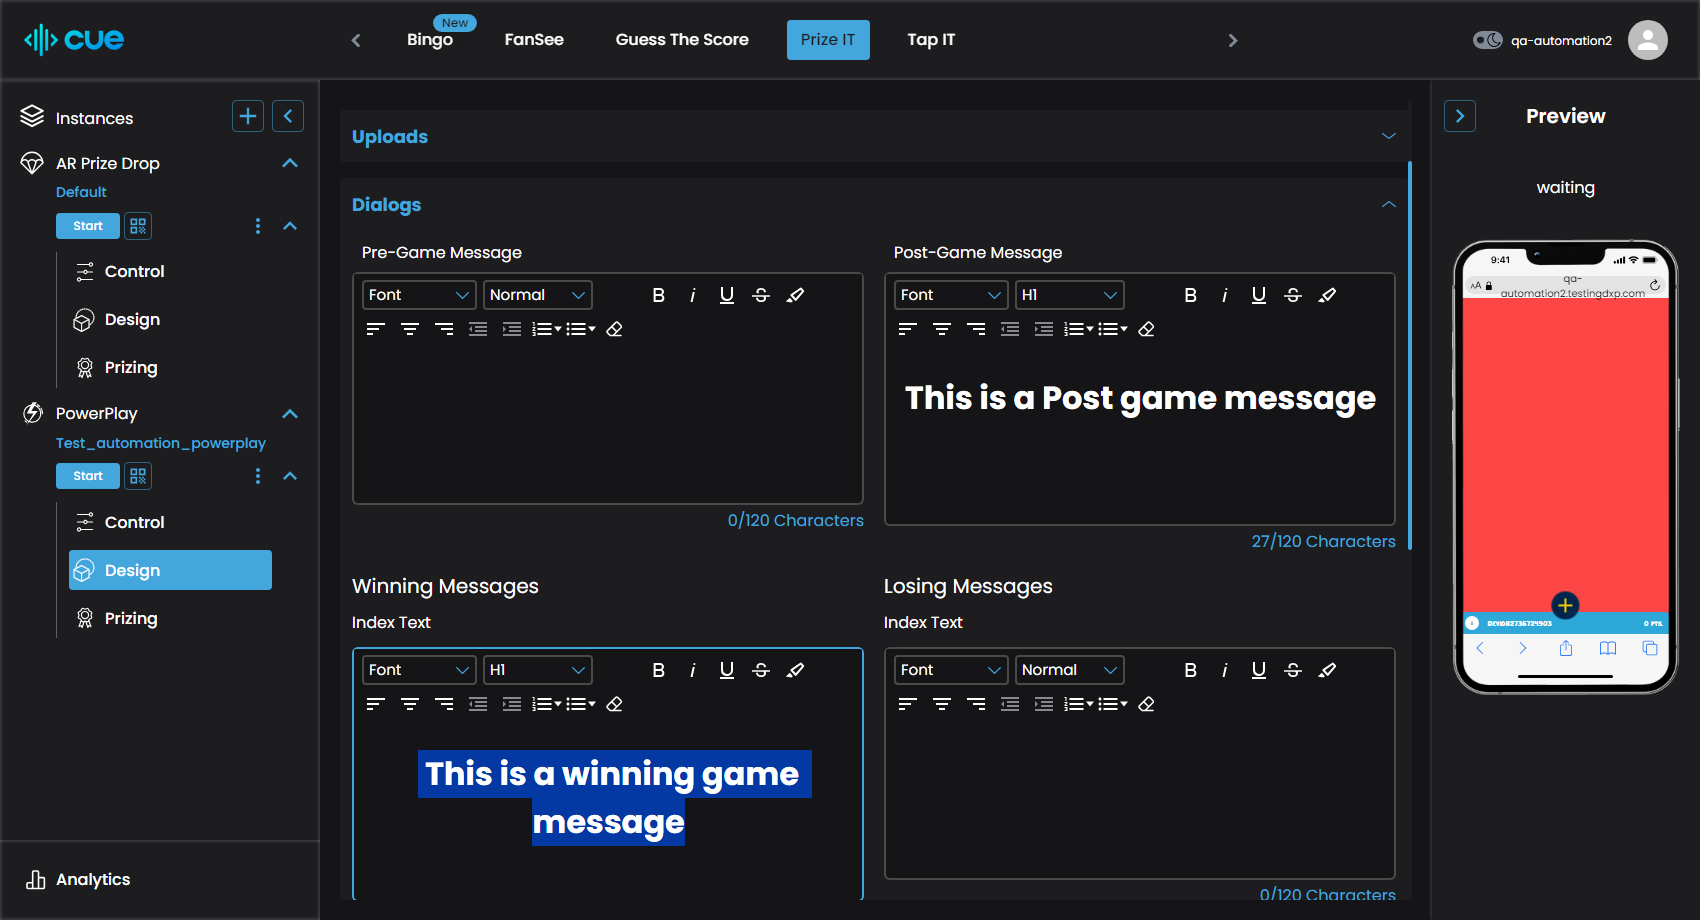 cue
New
Bingo
FanSee
Guess The Score
Prize IT
Tap IT
qa-automation2
Instances
AR Prize Drop
Default
Start
Control
Design
Prizing
PowerPlay
Test_automation_powerplay
Start
Control
Design
Prizing
Analytics
Uploads
Dialogs
Pre-Game Message
Font
Normal
B
i
U
S
0/120 Characters
Post-Game Message
Font
H1
B
i
U
S
This is a Post game message
27/120 Characters
Winning Messages
Index Text
Font
H1
B
i
U
S
This is a winning game
message
Losing Messages
Index Text
Font
Normal
B
i
U
S
0/120 Characters
Preview
waiting
9:41
AA
qa-
automation2.testingdxp.com
DEVID82736724903
0 PTS.